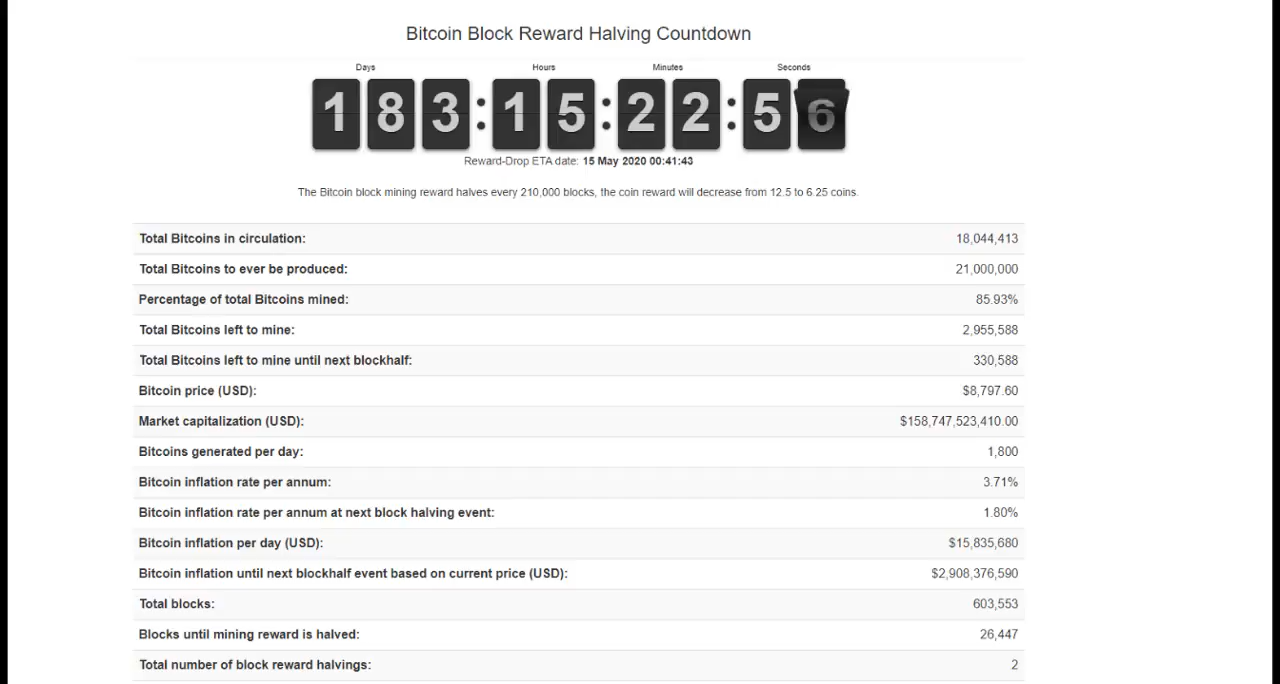 Bitcoin Block Reward Halving Countdown
Days Hours Minutes Seconds
183:15:22:56
Reward-Drop ETA date: 15 May 2020 00:41:43
The Bitcoin block mining reward halves every 210,000 blocks, the coin reward will decrease from 12.5 to 6.25 coins.
Total Bitcoins in circulation: 18,044,413
Total Bitcoins to ever be produced: 21,000,000
Percentage of total Bitcoins mined: 85.93%
Total Bitcoins left to mine: 2,955,588
Total Bitcoins left to mine until next blockhalf: 330,588
Bitcoin price (USD): $8,797.60
Market capitalization (USD): $158,747,523,410.00
Bitcoins generated per day: 1,800
Bitcoin inflation rate per annum: 3.71%
Bitcoin inflation rate per annum at next block halving event: 1.80%
Bitcoin inflation per day (USD): $15,835,680
Bitcoin inflation until next blockhalf event based on current price (USD): $2,908,376,590
Total blocks: 603,553
Blocks until mining reward is halved: 26,447
Total number of block reward halvings: 2